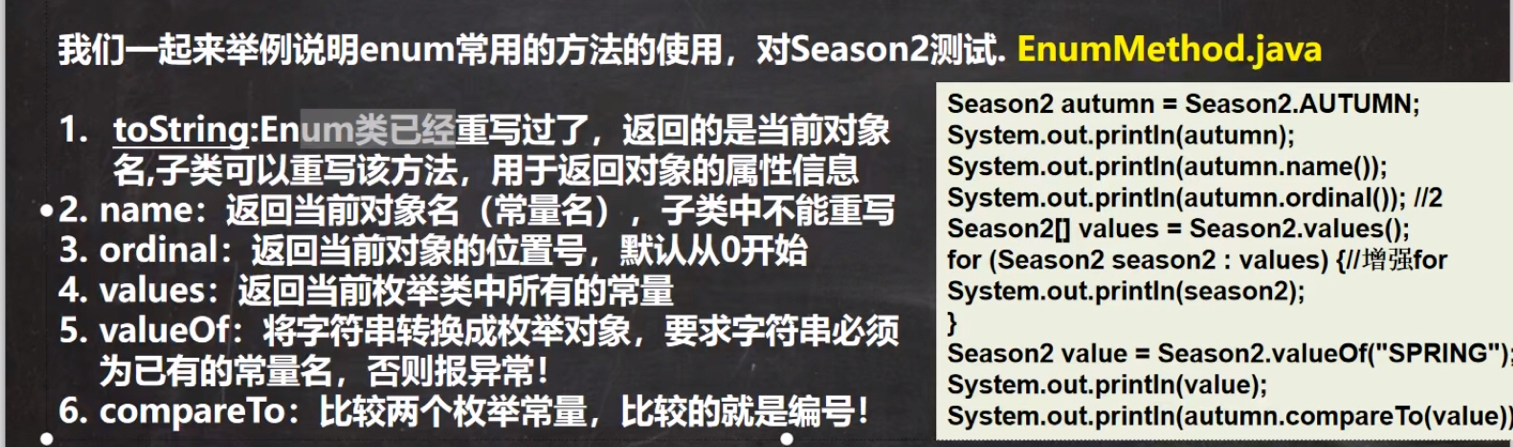 我们一起来举例说明enum常用的方法的使用，对Season2测试. EnumMethod.java
1. toString:Enum类已经重写过了，返回的是当前对象
名,子类可以重写该方法，用于返回对象的属性信息
2. name：返回当前对象名（常量名），子类中不能重写
3. ordinal：返回当前对象的位置号，默认从0开始
4. values：返回当前枚举类中所有的常量
5. valueOf：将字符串转换成枚举对象，要求字符串必须
为已有的常量名，否则报异常！
6. compareTo：比较两个枚举常量，比较的就是编号！
Season2 autumn = Season2.AUTUMN;
System.out.println(autumn);
System.out.println(autumn.name());
System.out.println(autumn.ordinal()); //2
Season2[] values = Season2.values();
for (Season2 season2 : values) {//增强for
System.out.println(season2);
}
Season2 value = Season2.valueOf("SPRING");
System.out.println(value);
System.out.println(autumn.compareTo(value))